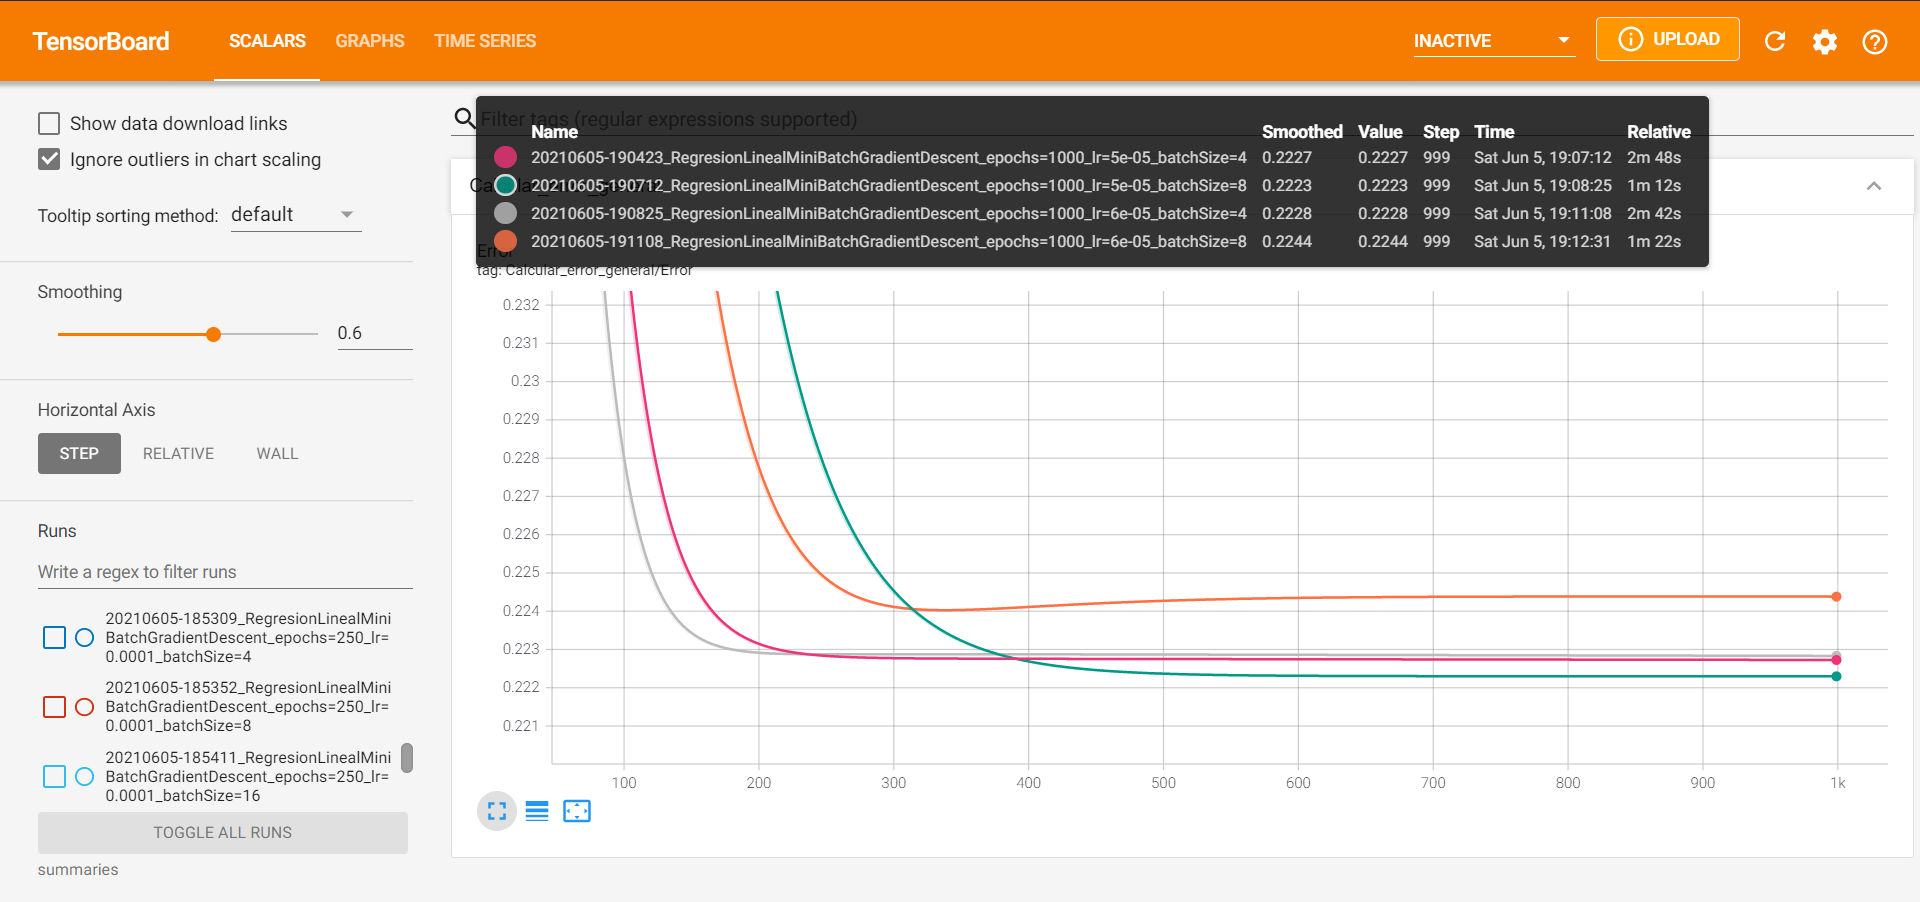 TensorBoard
SCALARS GRAPHS TIME SERIES
INACTIVE
UPLOAD
Show data download links
Ignore outliers in chart scaling
Tooltip sorting method: default
Smoothing
0.6
Horizontal Axis
STEP RELATIVE WALL
Runs
Write a regex to filter runs
20210605-185309_RegresionLinealMini
BatchGradientDescent_epochs=250_lr=
0.0001_batchSize=4
20210605-185352_RegresionLinealMini
BatchGradientDescent_epochs=250_lr=
0.0001_batchSize=8
20210605-185411_RegresionLinealMini
BatchGradientDescent_epochs=250_lr=
0.0001_batchSize=16
TOGGLE ALL RUNS
summaries
Filter tags (regular expressions supported)
Name Smoothed Value Step Time Relative
20210605-190423_RegresionLinealMiniBatchGradientDescent_epochs=1000_lr=5e-05_batchSize=4 0.2227 0.2227 999 Sat Jun 5, 19:07:12 2m 48s
20210605-190712_RegresionLinealMiniBatchGradientDescent_epochs=1000_lr=5e-05_batchSize=8 0.2223 0.2223 999 Sat Jun 5, 19:08:25 1m 12s
20210605-190825_RegresionLinealMiniBatchGradientDescent_epochs=1000_lr=6e-05_batchSize=4 0.2228 0.2228 999 Sat Jun 5, 19:11:08 2m 42s
20210605-191108_RegresionLinealMiniBatchGradientDescent_epochs=1000_lr=6e-05_batchSize=8 0.2244 0.2244 999 Sat Jun 5, 19:12:31 1m 22s
Error
tag: Calcular_error_general/Error
0.232
0.231
0.23
0.229
0.228
0.227
0.226
0.225
0.224
0.223
0.222
0.221
100 200 300 400 500 600 700 800 900 1k